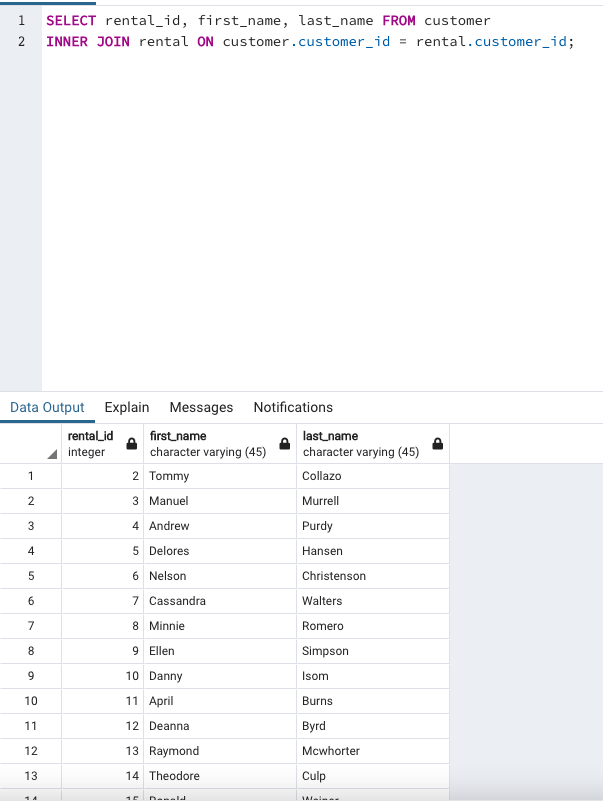 1 SELECT rental_id, first_name, last_name FROM customer
2 INNER JOIN rental ON customer.customer_id = rental.customer_id;
Data Output Explain Messages Notifications
rental_id first_name last_name
integer character varying (45) character varying (45)
1 2 Tommy Collazo
2 3 Manuel Murrell
3 4 Andrew Purdy
4 5 Delores Hansen
5 6 Nelson Christenson
6 7 Cassandra Walters
7 8 Minnie Romero
8 9 Ellen Simpson
9 10 Danny Isom
10 11 April Burns
11 12 Deanna Byrd
12 13 Raymond Mcwhorter
13 14 Theodore Culp
14 15 Ronald Weiner